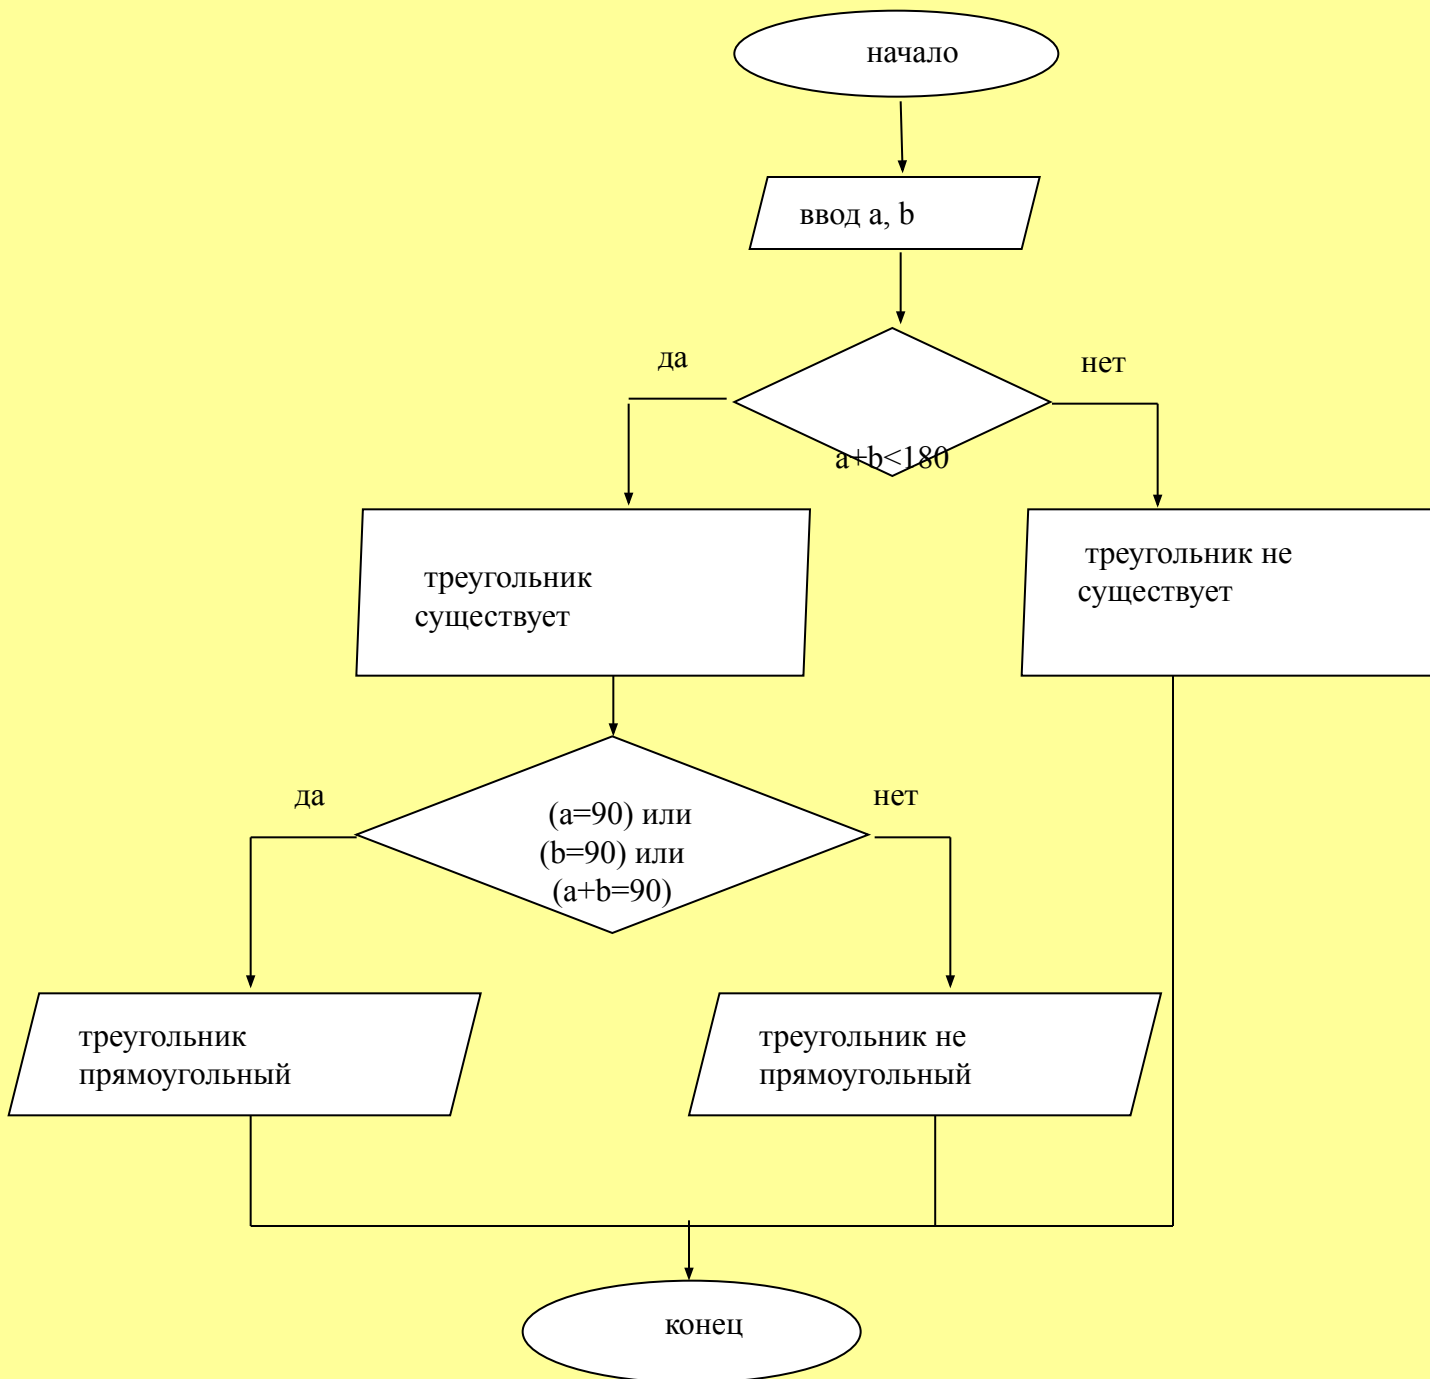 начало
ввод a, b
да
нет
a+b<180
треугольник
существует
треугольник не
существует
да
нет
(a=90) или
(b=90) или
(a+b=90)
треугольник
прямоугольный
треугольник не
прямоугольный
конец